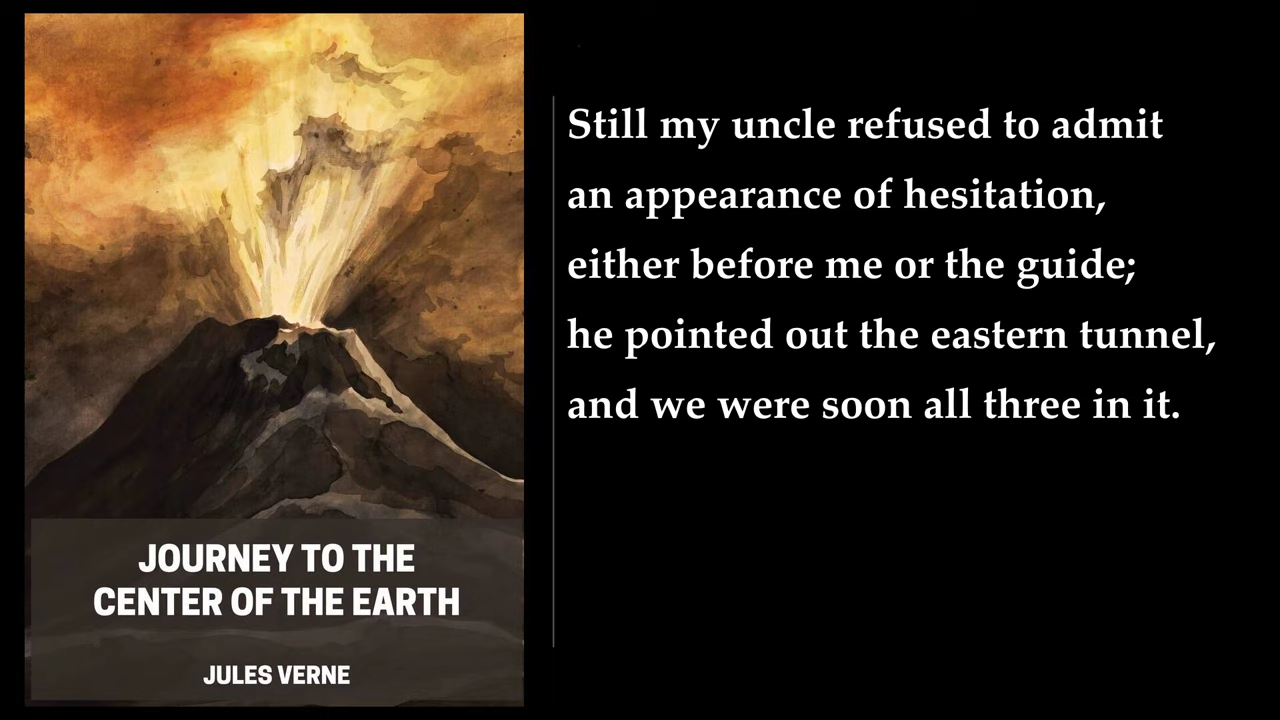 JOURNEY TO THE
CENTER OF THE EARTH
JULES VERNE
Still my uncle refused to admit
an appearance of hesitation,
either before me or the guide;
he pointed out the eastern tunnel,
and we were soon all three in it.